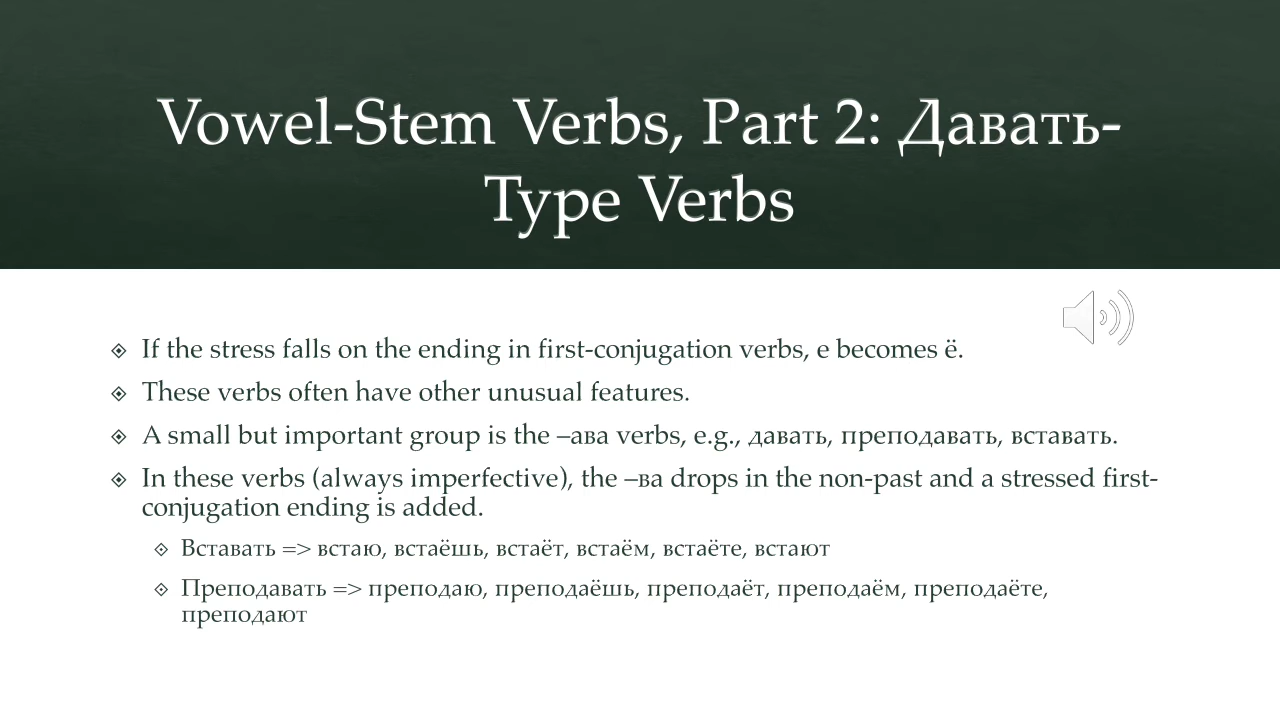 Vowel-Stem Verbs, Part 2: Давать-
Type Verbs
If the stress falls on the ending in first-conjugation verbs, е becomes ё.
These verbs often have other unusual features.
A small but important group is the –ава verbs, e.g., давать, преподавать, вставать.
In these verbs (always imperfective), the –ва drops in the non-past and a stressed first-
conjugation ending is added.
Вставать => встаю, встаёшь, встаёт, встаём, встаёте, встают
Преподавать => преподаю, преподаёшь, преподаёт, преподаём, преподаёте,
преподают